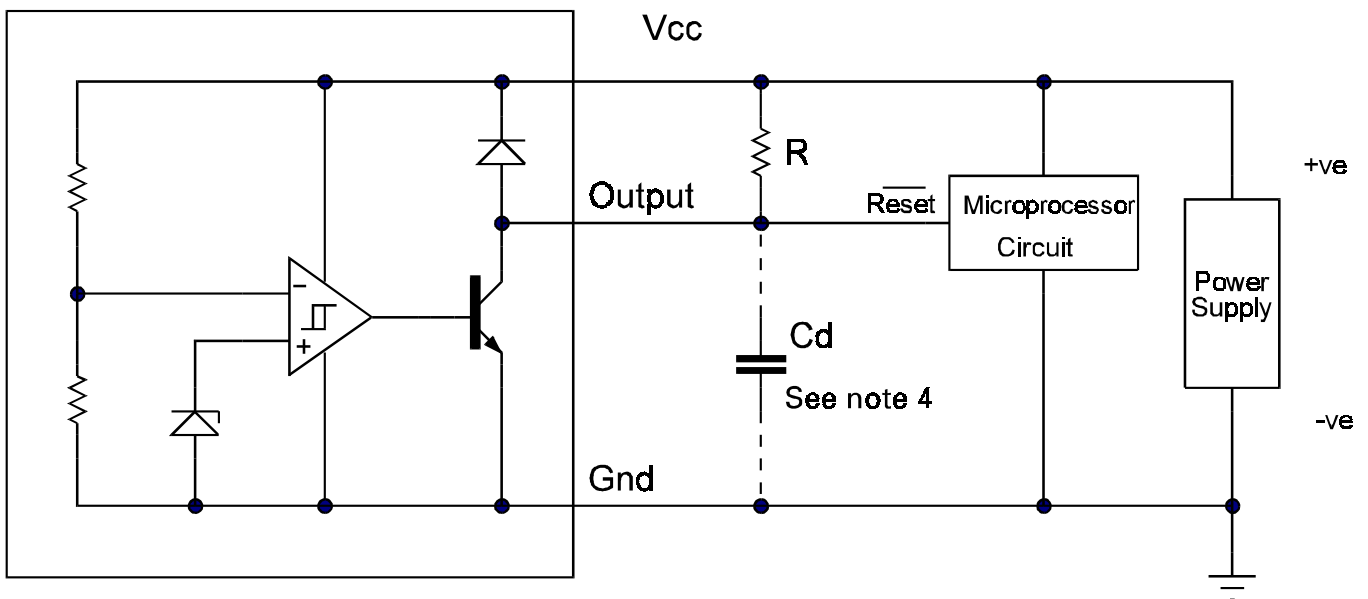 Vcc
R
+ve
Output
Reset
Microprocessor
Circuit
Power
Supply
−
+
Cd
See note 4
-ve
Gnd